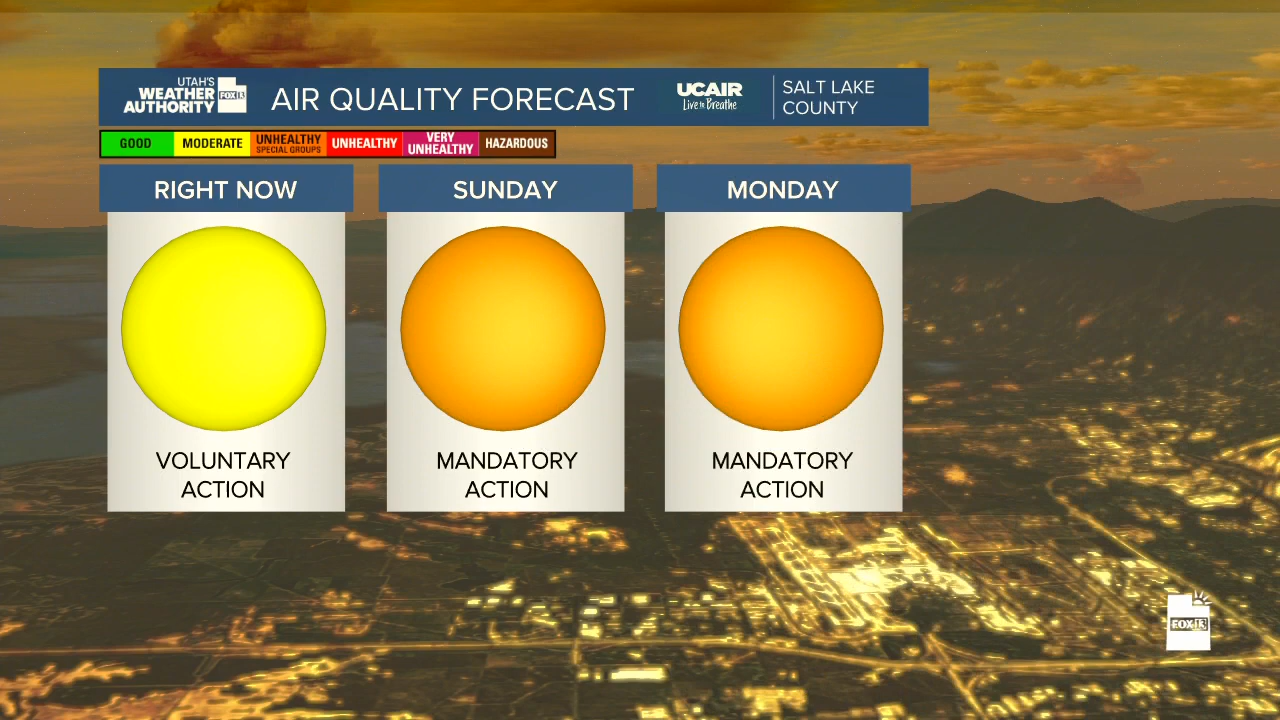 UTAH'S
WEATHER
AUTHORITY
FOX 13
AIR QUALITY FORECAST
UCAIR
Live to Breathe
SALT LAKE
COUNTY
GOOD
MODERATE
UNHEALTHY
SPECIAL GROUPS
UNHEALTHY
VERY
UNHEALTHY
HAZARDOUS
RIGHT NOW
SUNDAY
MONDAY
VOLUNTARY
ACTION
MANDATORY
ACTION
MANDATORY
ACTION
FOX 13